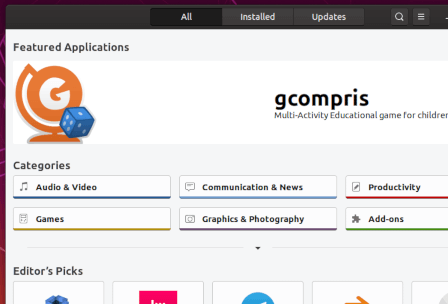 All Installed Updates
Featured Applications
gcompris
Multi-Activity Educational game for children
Categories
Audio & Video Communication & News Productivity
Games Graphics & Photography Add-ons
Editor's Picks